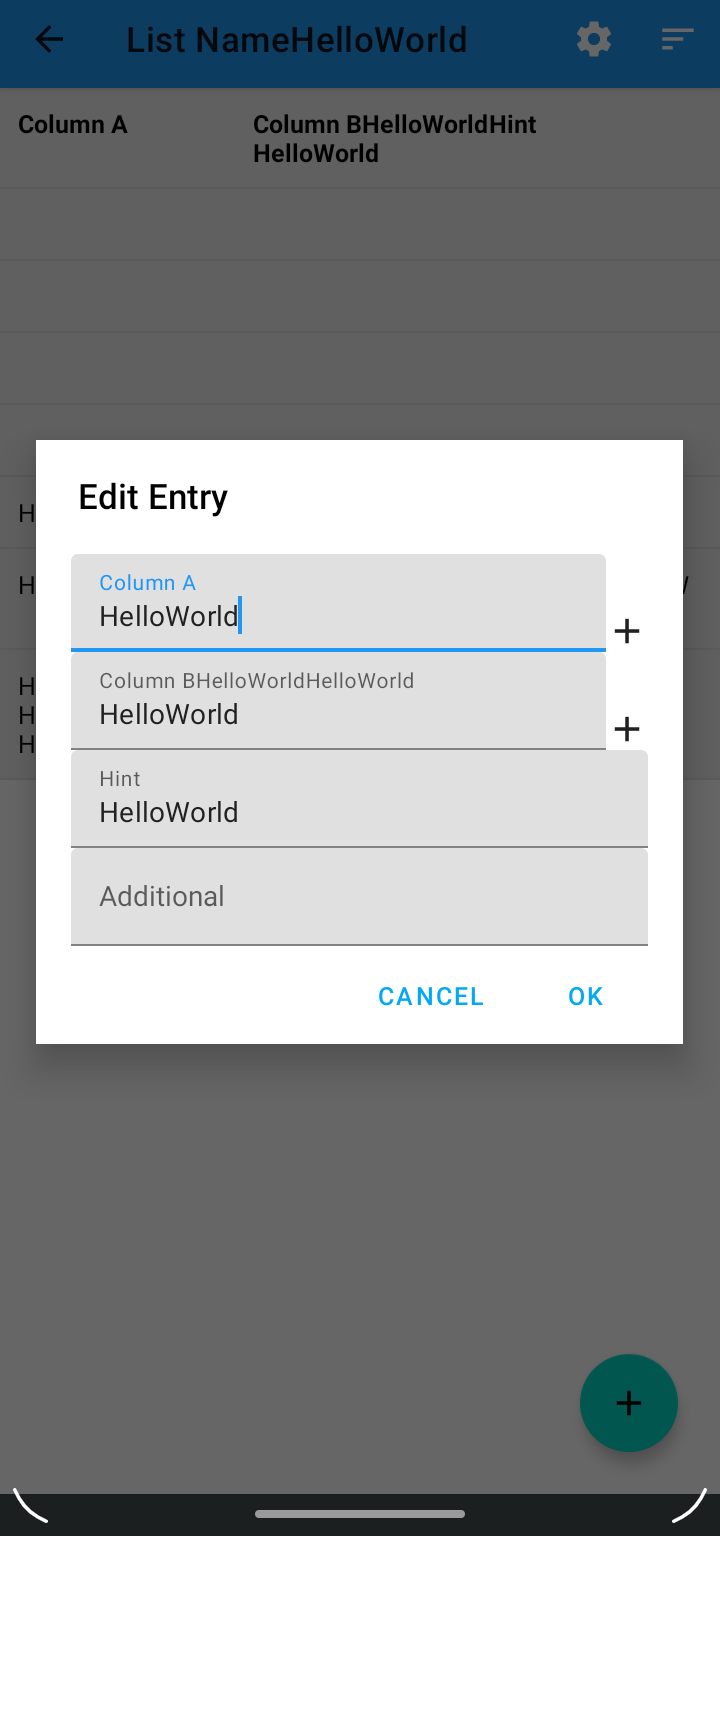 List NameHelloWorld
Column A
Column BHelloWorldHint
HelloWorld
H
H
H
H
H
Edit Entry
Column A
HelloWorld
Column BHelloWorldHelloWorld
HelloWorld
Hint
HelloWorld
Additional
CANCEL
OK